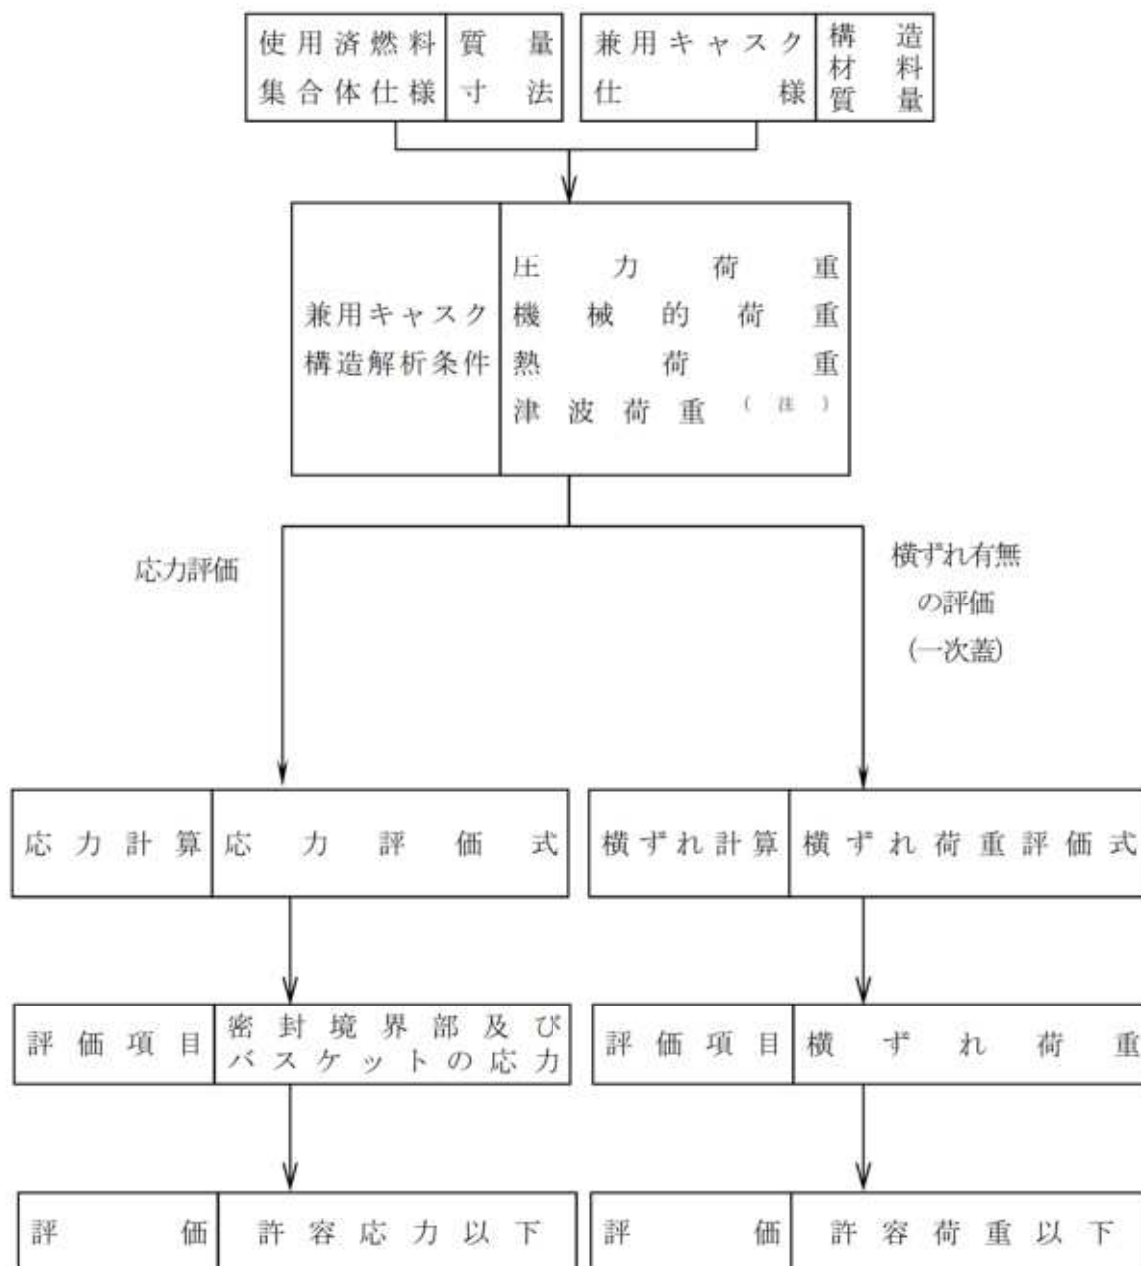 使用済燃料
集合体仕様
質量
寸法
兼用キャスク
仕様
構造
材料
質量
兼用キャスク
構造解析条件
圧力荷重
機械的荷重
熱荷重
津波荷重（注）
応力評価
横ずれ有無
の評価
(一次蓋)
応力計算
応力評価式
横ずれ計算
横ずれ荷重評価式
評価項目
密封境界部及び
バスケットの応力
評価項目
横ずれ荷重
評価
許容応力以下
評価
許容荷重以下